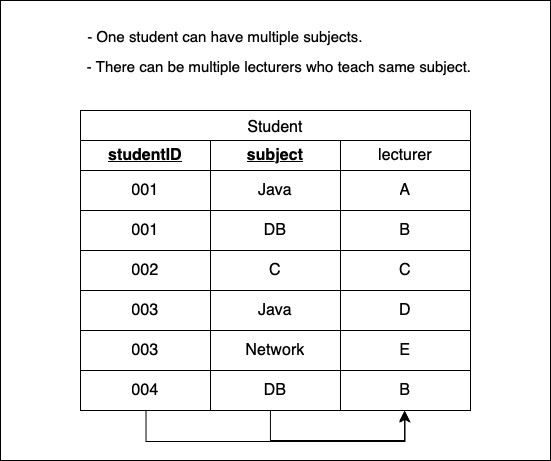 - One student can have multiple subjects.
- There can be multiple lecturers who teach same subject.
Student
studentID subject lecturer
001 Java A
001 DB B
002 C C
003 Java D
003 Network E
004 DB B